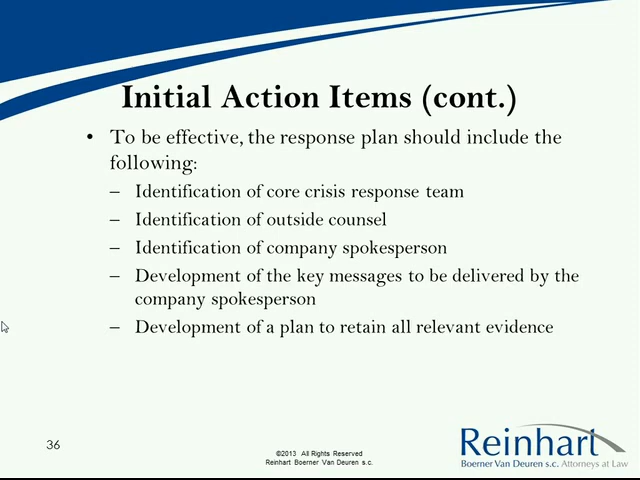 Initial Action Items (cont.)
• To be effective, the response plan should include the
following:
– Identification of core crisis response team
– Identification of outside counsel
– Identification of company spokesperson
– Development of the key messages to be delivered by the
company spokesperson
– Development of a plan to retain all relevant evidence
36
©2013 All Rights Reserved
Reinhart Boerner Van Deuren s.c.
Reinhart
Boerner Van Deuren s.c. Attorneys at Law